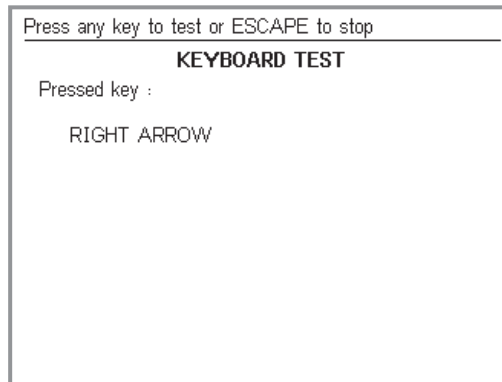 Press any key to test or ESCAPE to stop
KEYBOARD TEST
Pressed key :
RIGHT ARROW